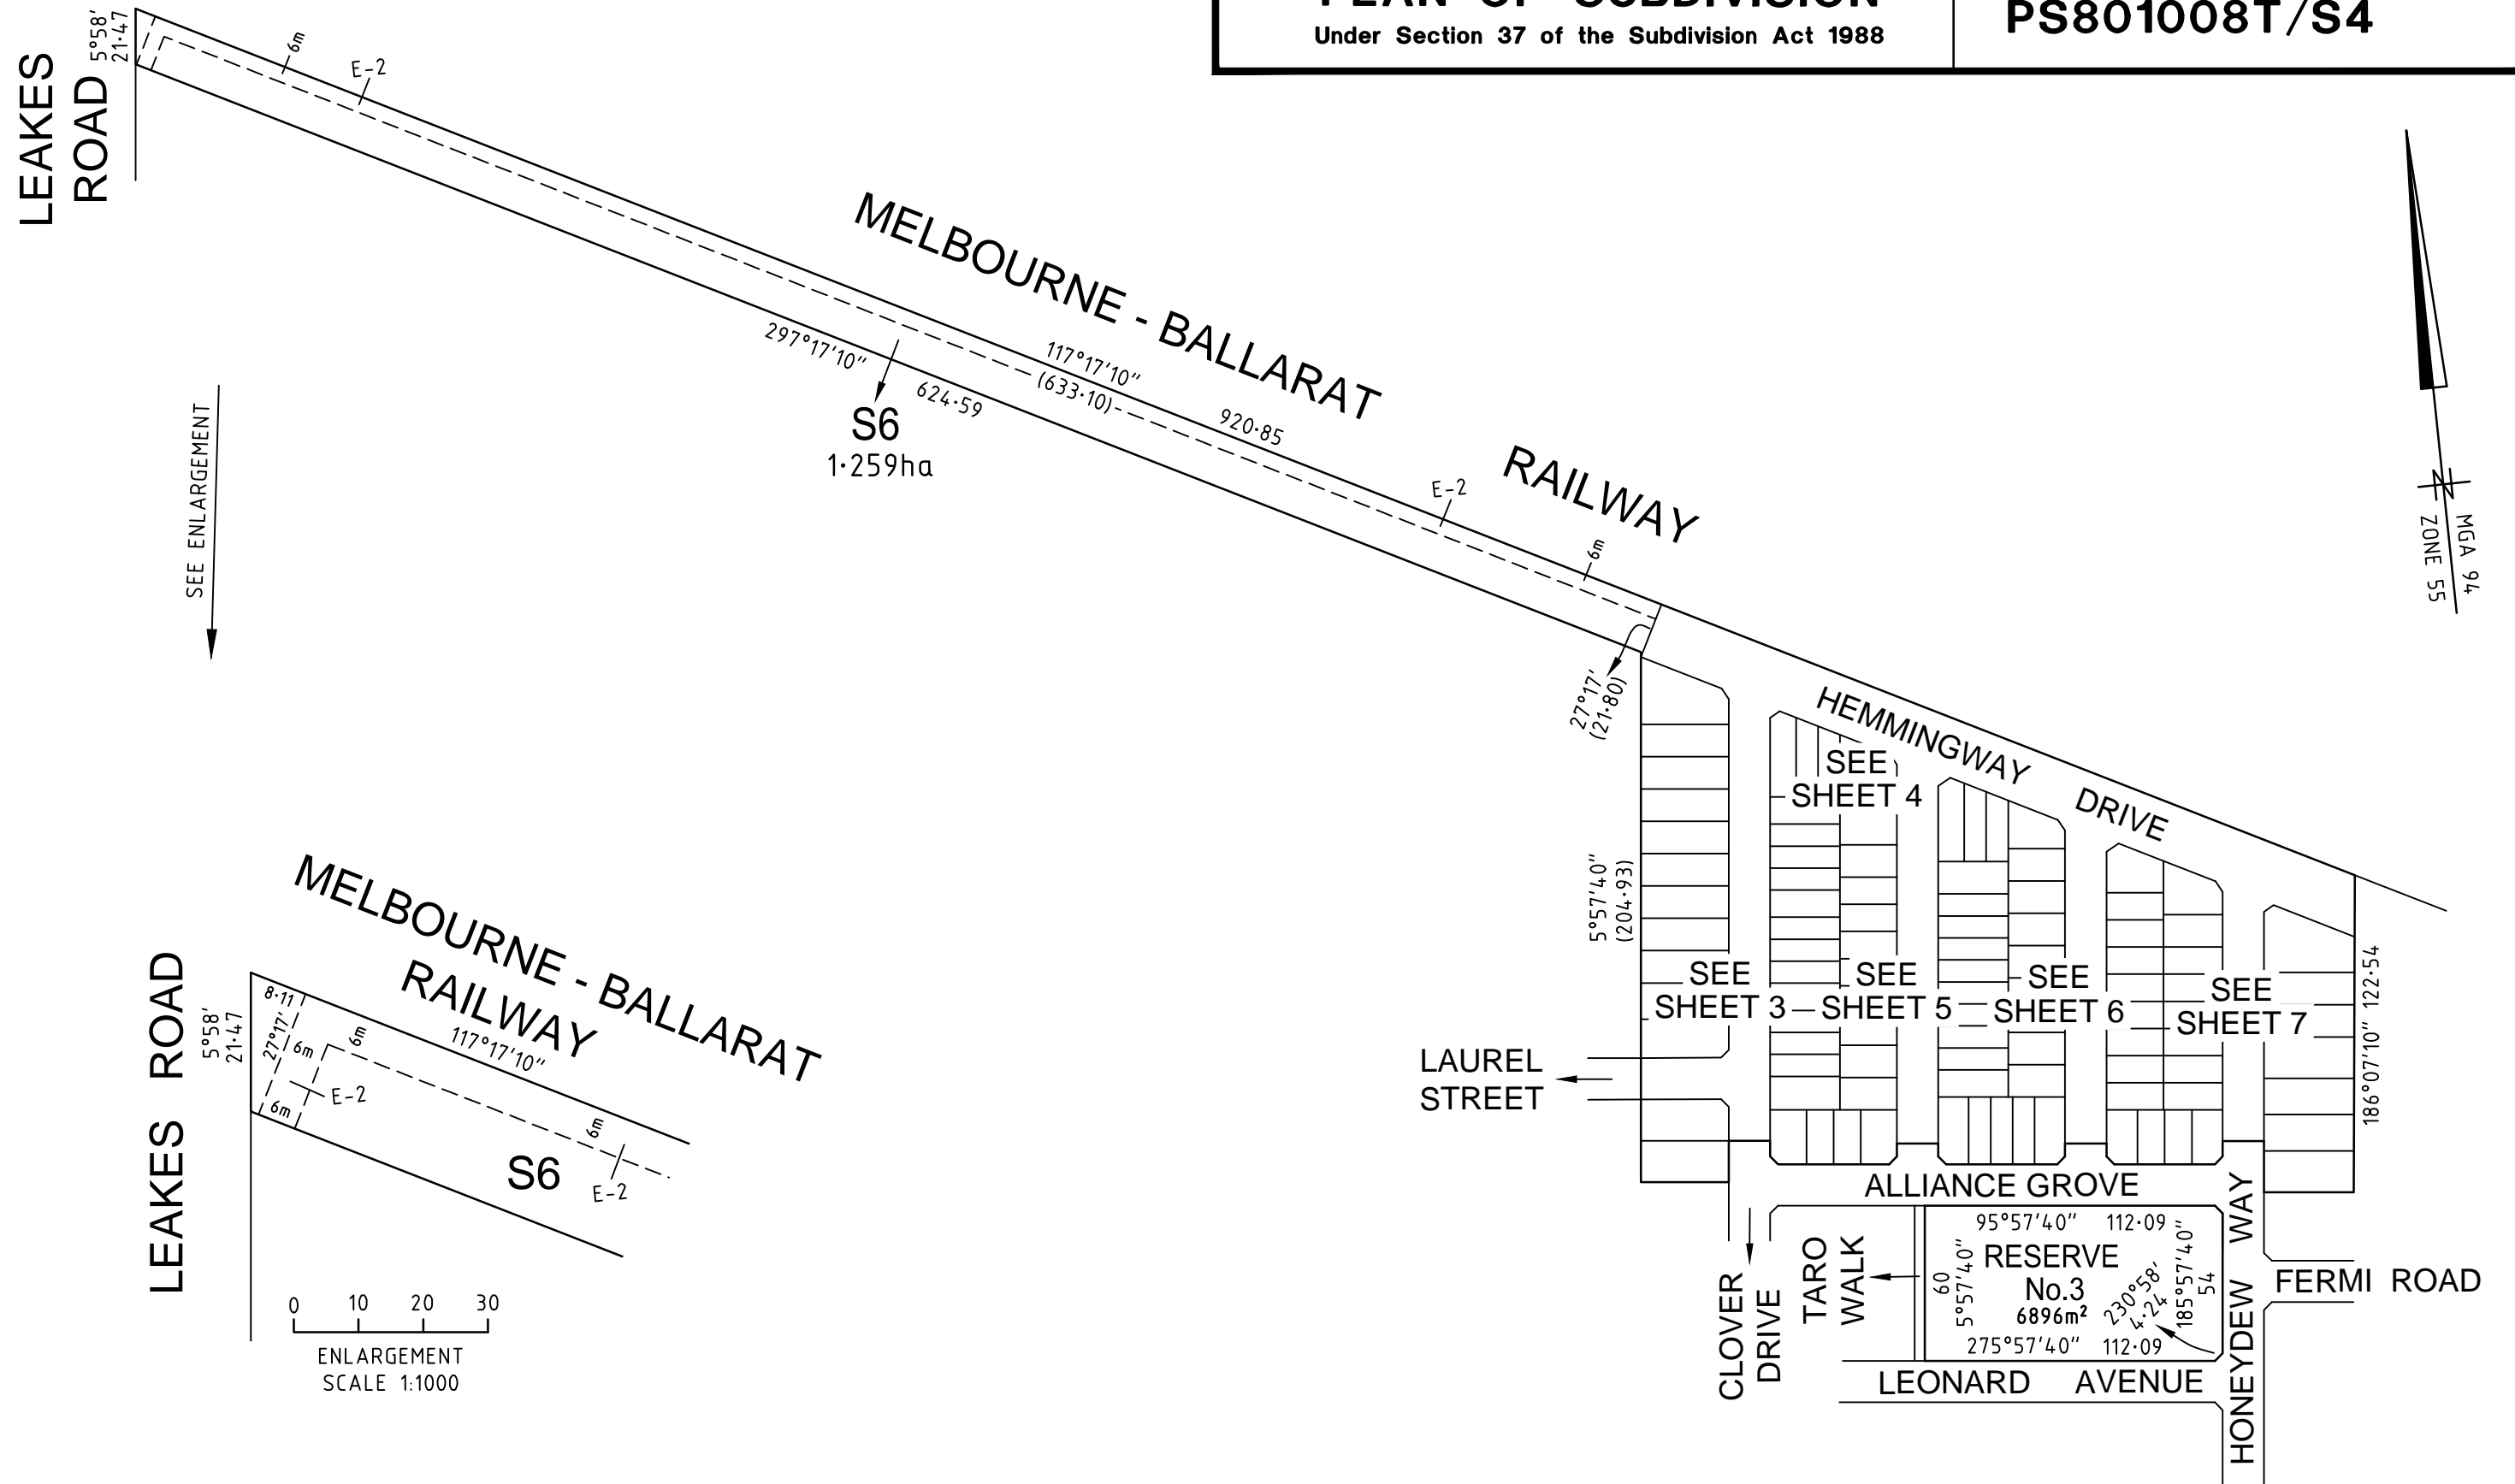 PLAN OF SUBDIVISION
Under Section 37 of the Subdivision Act 1988
PS801008T/S4
LEAKES
ROAD
5°58'
21·47
6m
E-2
MELBOURNE - BALLARAT
RAILWAY
297°17'10"
624·59
117°17'10"
(633·10)
920·85
S6
1·259ha
E-2
6m
SEE ENLARGEMENT
MGA 94
ZONE 55
27°17'
(21·80)
HEMMINGWAY DRIVE
SEE
SHEET 4
5°57'40"
(204·93)
SEE
SHEET 3
SEE
SHEET 5
SEE
SHEET 6
SEE
SHEET 7
186°07'10" 122·54
LAUREL
STREET
ALLIANCE GROVE
CLOVER
DRIVE
TARO
WALK
95°57'40" 112·09
RESERVE
No.3
6896m²
60
5°57'40"
230°58'
4·24
185°57'40"
54
275°57'40" 112·09
LEONARD AVENUE
HONEYDEW WAY
FERMI ROAD
MELBOURNE - BALLARAT
RAILWAY
LEAKES ROAD
5°58'
21·47
8·11
27°17'
6m
6m
6m
E-2
117°17'10"
6m
E-2
S6
0 10 20 30
ENLARGEMENT
SCALE 1:1000